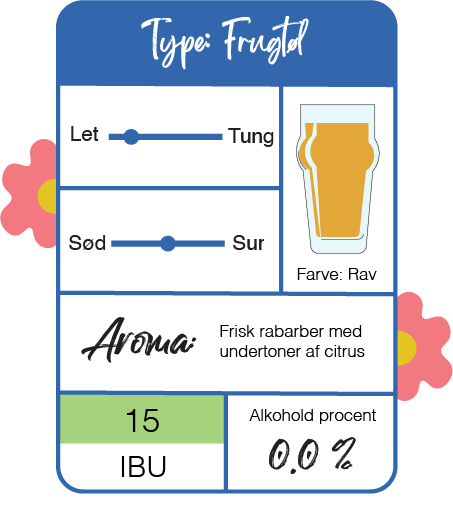 Type: Frugtøl
Let Tung
Sød Sur
Farve: Rav
Aroma:
Frisk rabarber med
undertoner af citrus
15
IBU
Alkohold procent
0.0 %